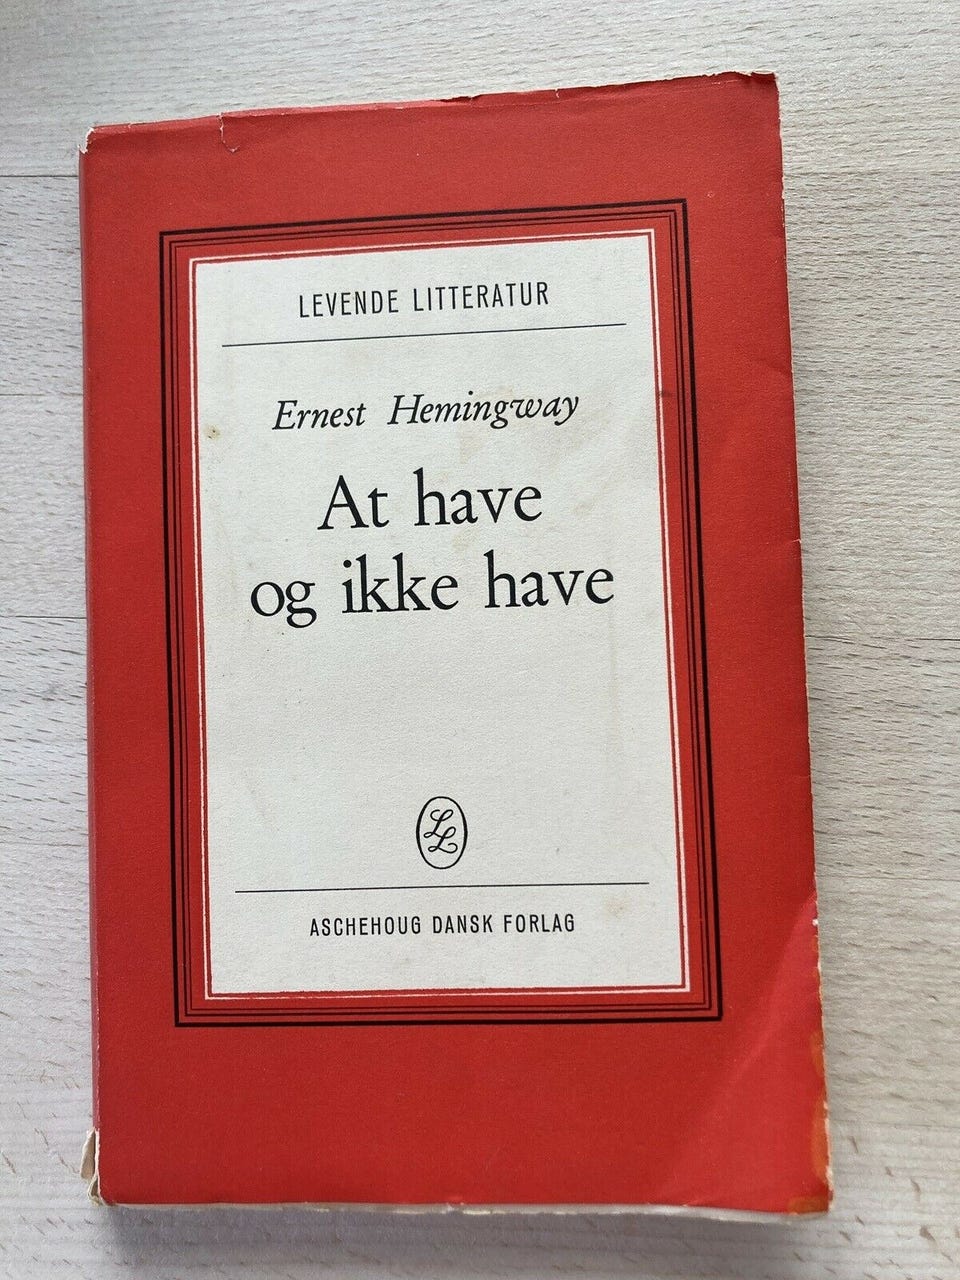 LEVENDE LITTERATUR
Ernest Hemingway
At have
og ikke have
LL
ASCHEHOUG DANSK FORLAG